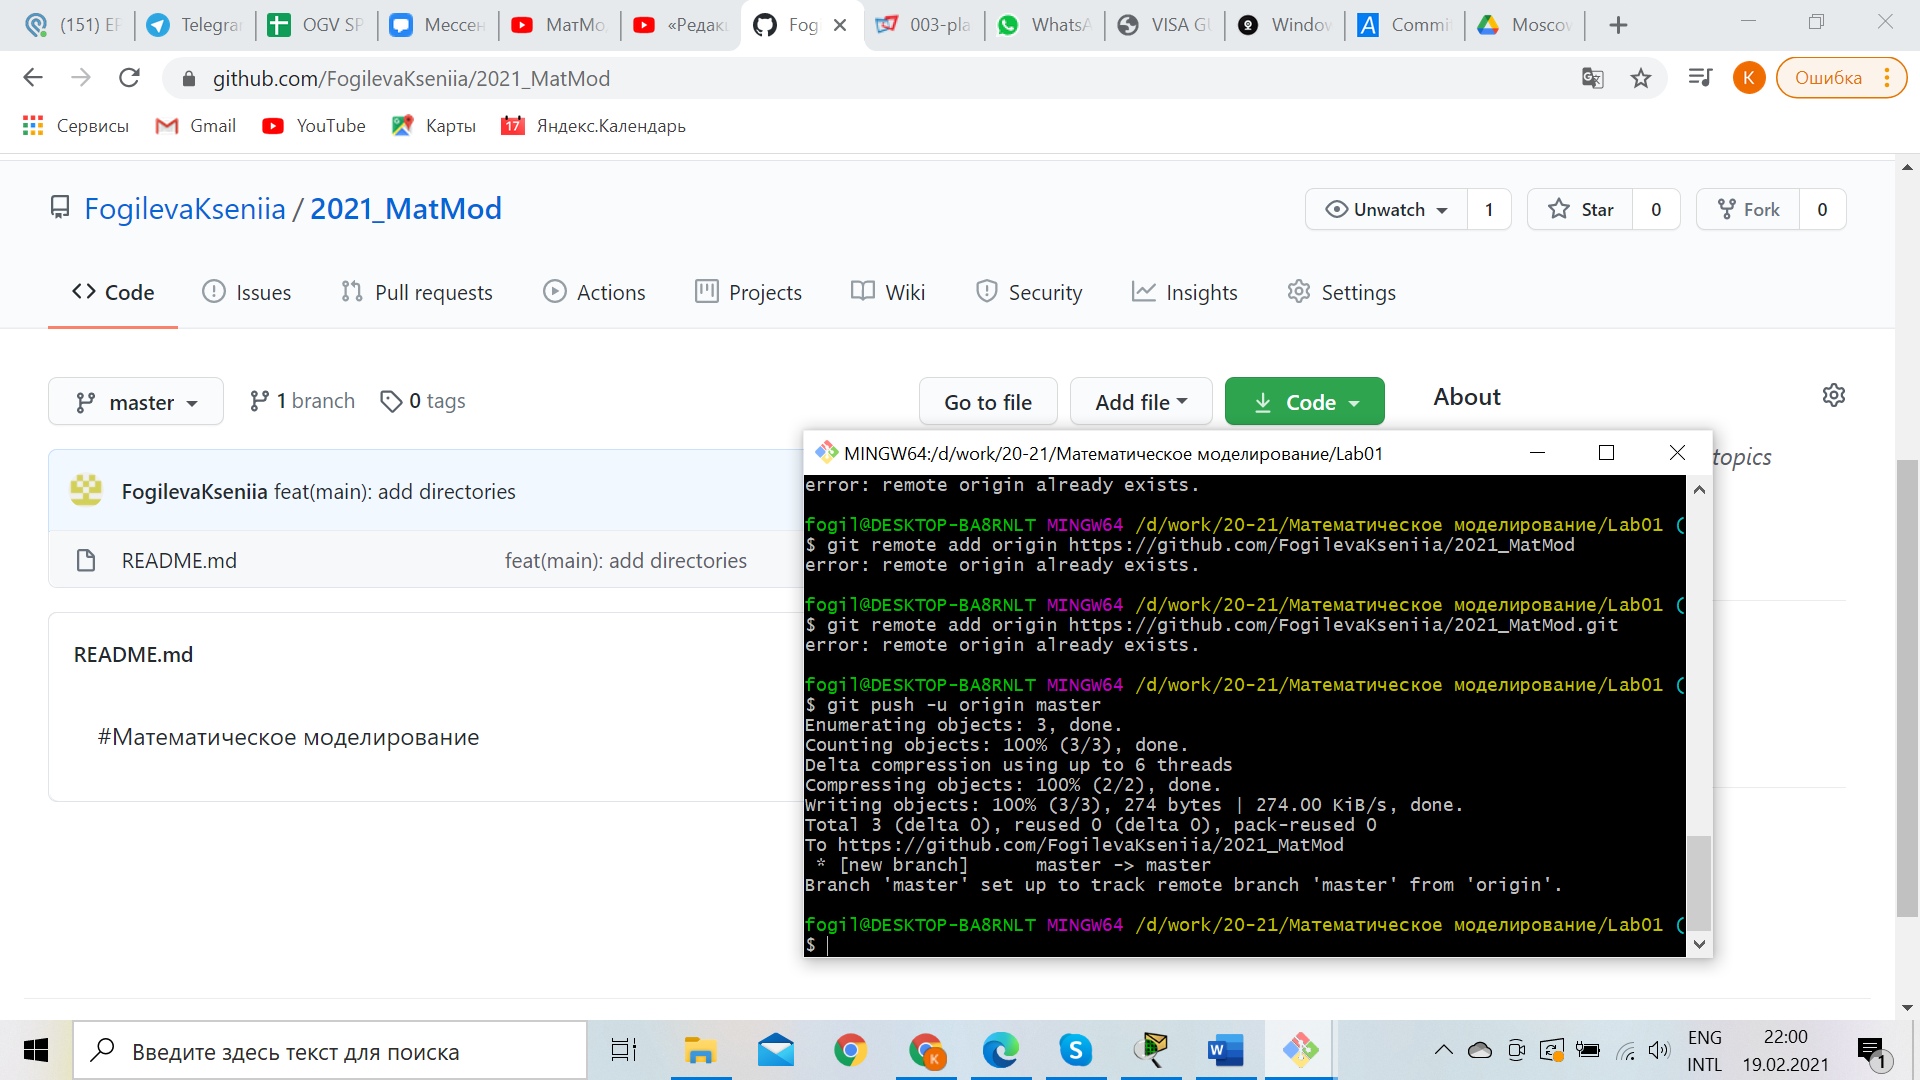 (151) ЕР
Telegra
OGV SP
Мессен
МатМо
«Редак
Fog
003-pla
WhatsA
VISA GU
Windov
Commi
Moscov
github.com/FogilevaKseniia/2021_MatMod
К
Ошибка
Сервисы
Gmail
YouTube
Карты
17
Яндекс.Календарь
FogilevaKseniia / 2021_MatMod
Unwatch 1
Star 0
Fork 0
Code
Issues
Pull requests
Actions
Projects
Wiki
Security
Insights
Settings
master
1 branch
0 tags
Go to file
Add file
Code
About
topics
FogilevaKseniia feat(main): add directories
README.md feat(main): add directories
README.md
#Математическое моделирование
MINGW64:/d/work/20-21/Математическое моделирование/Lab01
error: remote origin already exists.
fogil@DESKTOP-BA8RNLT MINGW64 /d/work/20-21/Математическое моделирование/Lab01 (
$ git remote add origin https://github.com/FogilevaKseniia/2021_MatMod
error: remote origin already exists.
fogil@DESKTOP-BA8RNLT MINGW64 /d/work/20-21/Математическое моделирование/Lab01 (
$ git remote add origin https://github.com/FogilevaKseniia/2021_MatMod.git
error: remote origin already exists.
fogil@DESKTOP-BA8RNLT MINGW64 /d/work/20-21/Математическое моделирование/Lab01 (
$ git push -u origin master
Enumerating objects: 3, done.
Counting objects: 100% (3/3), done.
Delta compression using up to 6 threads
Compressing objects: 100% (2/2), done.
Writing objects: 100% (3/3), 274 bytes | 274.00 KiB/s, done.
Total 3 (delta 0), reused 0 (delta 0), pack-reused 0
To https://github.com/FogilevaKseniia/2021_MatMod
* [new branch]      master -> master
Branch 'master' set up to track remote branch 'master' from 'origin'.
fogil@DESKTOP-BA8RNLT MINGW64 /d/work/20-21/Математическое моделирование/Lab01 (
$
Введите здесь текст для поиска
ENG
INTL
22:00
19.02.2021
1